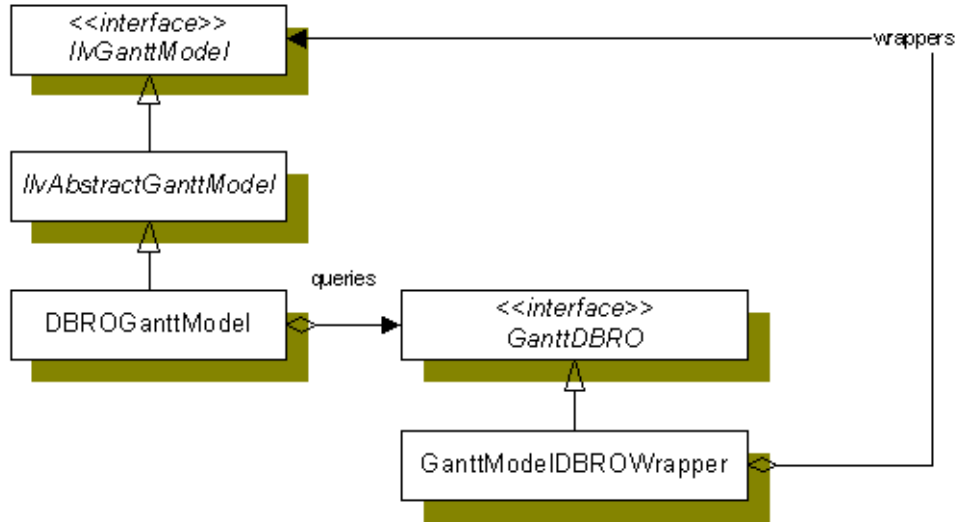 <<interface>>
IlvGanttModel
wrappers
IlvAbstractGanttModel
queries
DBROGanttModel
<<interface>>
GanttDBRO
GanttModelDBROWrapper